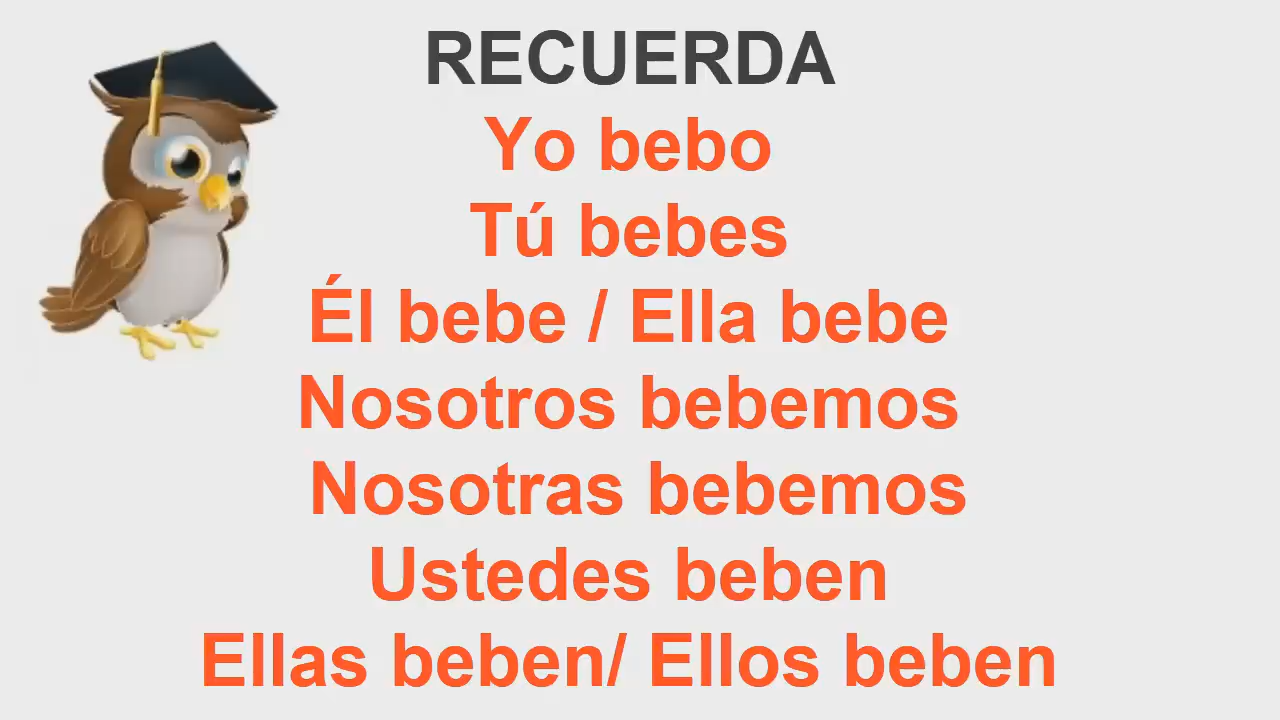 RECUERDA
Yo bebo
Tú bebes
Él bebe / Ella bebe
Nosotros bebemos
Nosotras bebemos
Ustedes beben
Ellas beben/ Ellos beben